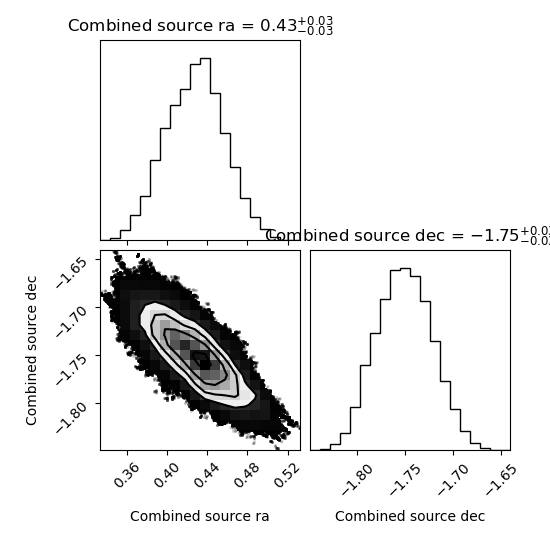 Combined source ra = 0.43+0.03 −0.03
Combined source dec = −1.75
Combined source dec
−1.65
−1.70
−1.75
−1.80
0.36 0.40 0.44 0.48 0.52
−1.80 −1.75 −1.70 −1.65
Combined source ra
Combined source dec